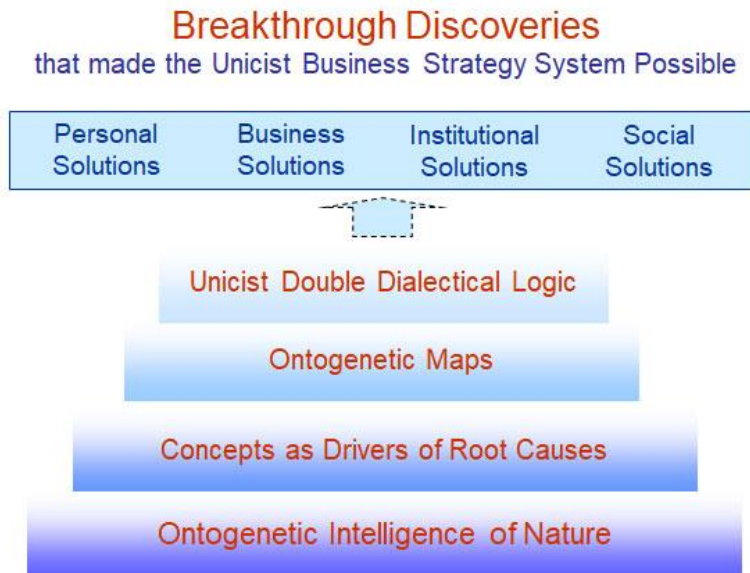 Breakthrough Discoveries
that made the Unicist Business Strategy System Possible
Personal Solutions
Business Solutions
Institutional Solutions
Social Solutions
Unicist Double Dialectical Logic
Ontogenetic Maps
Concepts as Drivers of Root Causes
Ontogenetic Intelligence of Nature